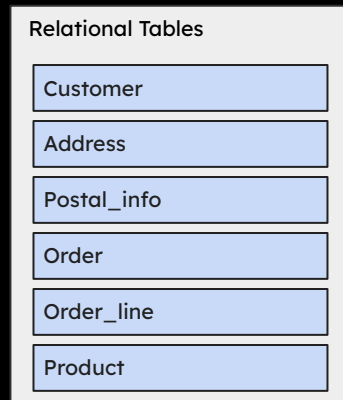 Relational Tables
Customer
Address
Postal_info
Order
Order_line
Product